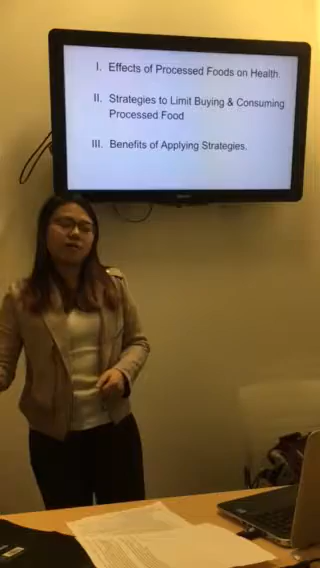 I. Effects of Processed Foods on Health.
II. Strategies to Limit Buying & Consuming
Processed Food
III. Benefits of Applying Strategies.